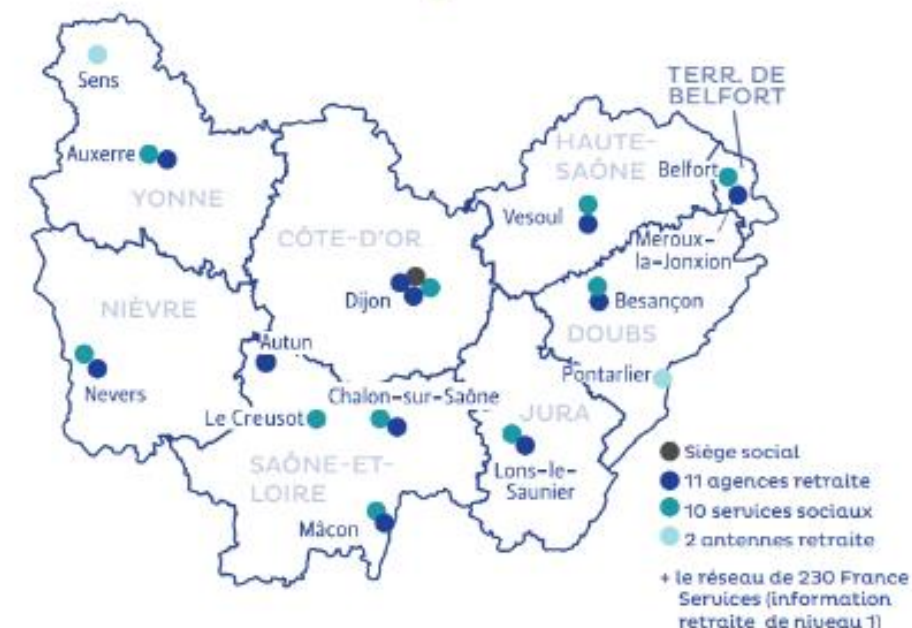 Sens
Auxerre
YONNE
TERR. DE
BELFORT
HAUTE-
SAÔNE
Belfort
Vesoul
Meroux-
la-Jonxion
CÔTE-D'OR
Dijon
Besançon
DOUBS
NIÈVRE
Nevers
Autun
Pontarlier
Chalon-sur-Saône
Le Creusot
JURA
Lons-le-
Saunier
SAÔNE-ET-
LOIRE
Mâcon
Siège social
11 agences retraite
10 services sociaux
2 antennes retraite
+ le réseau de 230 France
Services (information
retraite de niveau 1)